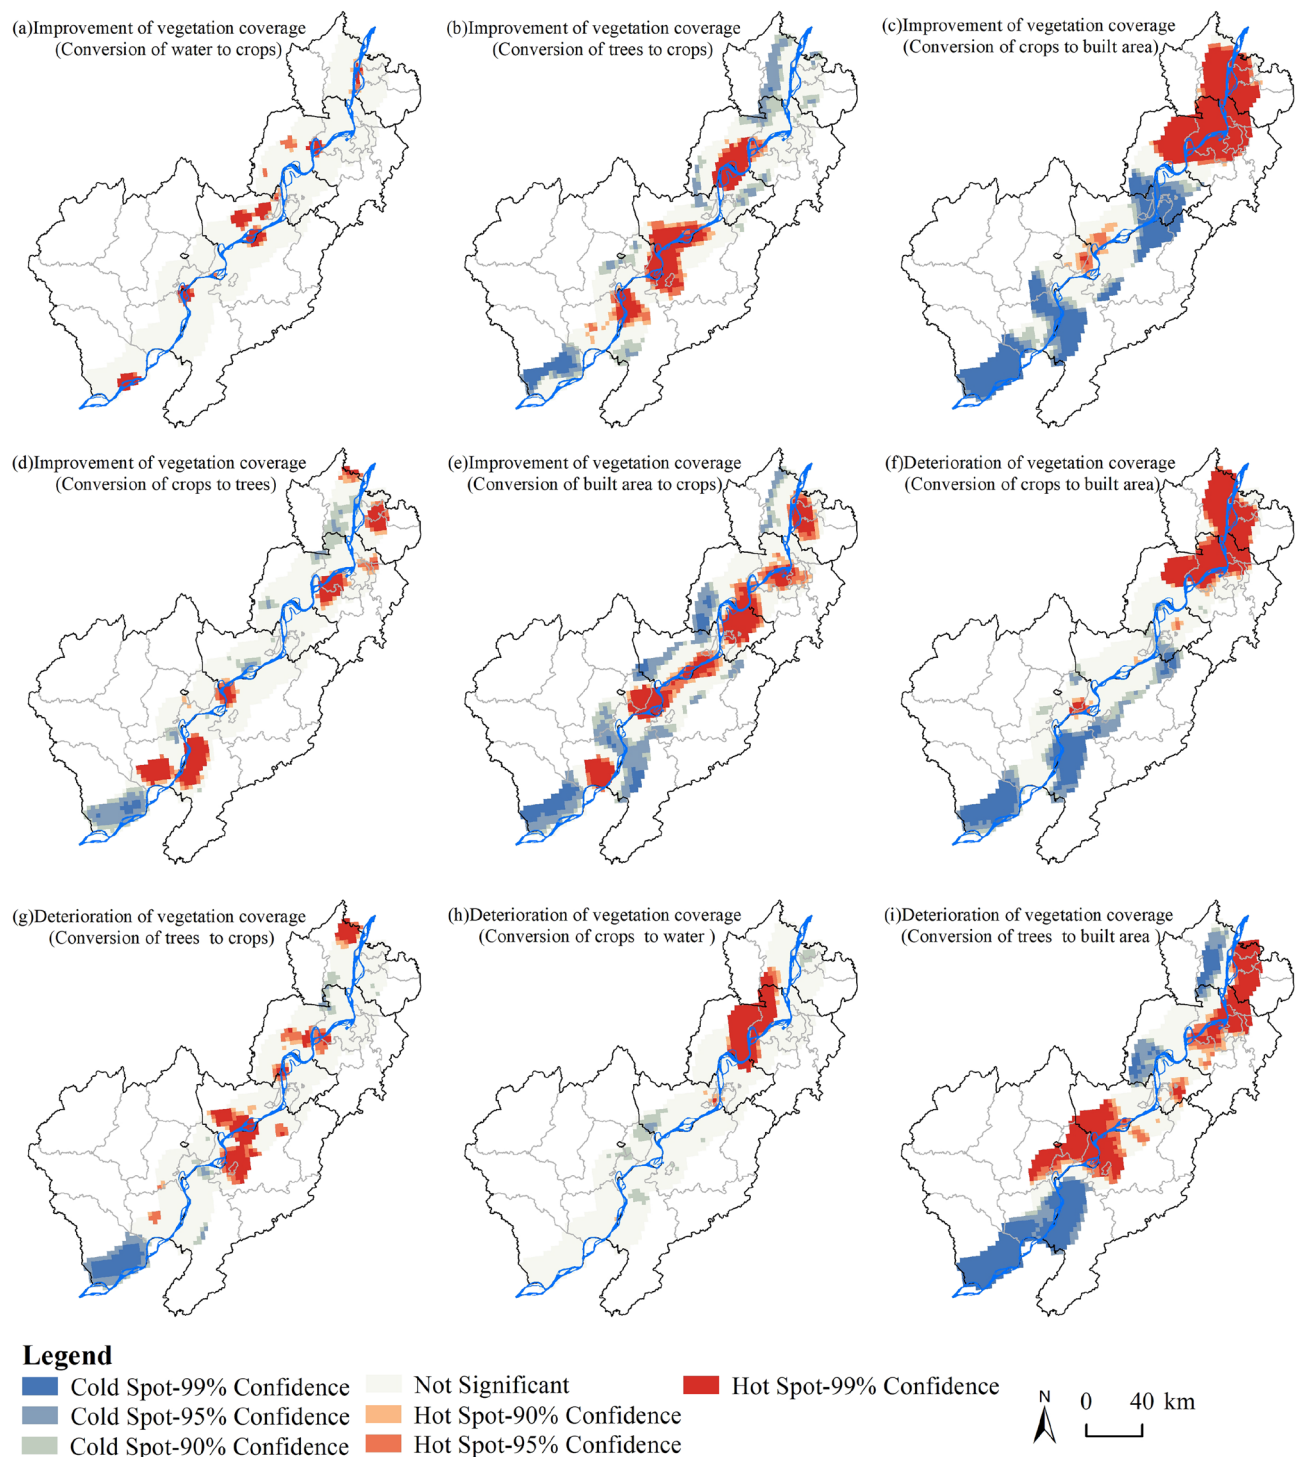 (a)Improvement of vegetation coverage
(Conversion of water to crops)
(b)Improvement of vegetation coverage
(Conversion of trees to crops)
(c)Improvement of vegetation coverage
(Conversion of crops to built area)
(d)Improvement of vegetation coverage
(Conversion of crops to trees)
(e)Improvement of vegetation coverage
(Conversion of built area to crops)
(f)Deterioration of vegetation coverage
(Conversion of crops to built area)
(g)Deterioration of vegetation coverage
(Conversion of trees to crops)
(h)Deterioration of vegetation coverage
(Conversion of crops to water )
(i)Deterioration of vegetation coverage
(Conversion of trees to built area )
Legend
Cold Spot-99% Confidence
Not Significant
Hot Spot-99% Confidence
Cold Spot-95% Confidence
Hot Spot-90% Confidence
Cold Spot-90% Confidence
Hot Spot-95% Confidence
N
0 40 km